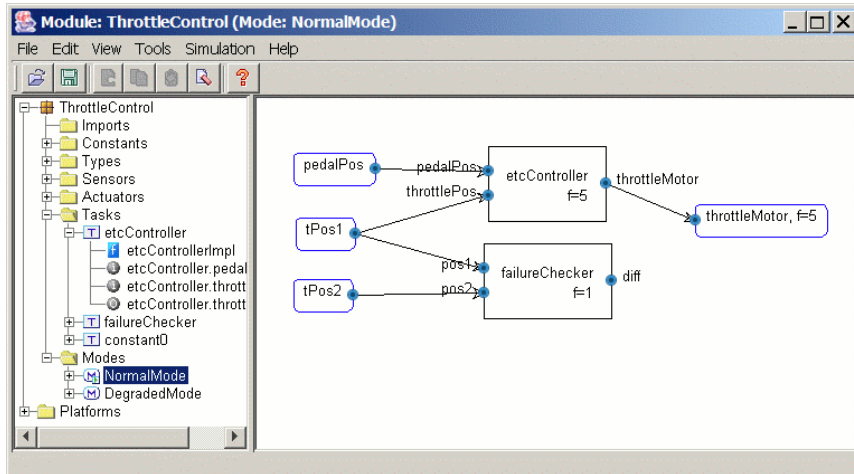 Module: ThrottleControl (Mode: NormalMode)
File Edit View Tools Simulation Help
ThrottleControl
Imports
Constants
Types
Sensors
Actuators
Tasks
etcController
etcControllerImpl
etcController.pedal
etcController.thrott
etcController.thrott
failureChecker
constant0
Modes
NormalMode
DegradedMode
Platforms
pedalPos
tPos1
tPos2
pedalPos
throttlePos
etcController
f=5
throttleMotor
throttleMotor, f=5
pos1
pos2
failureChecker
f=1
diff